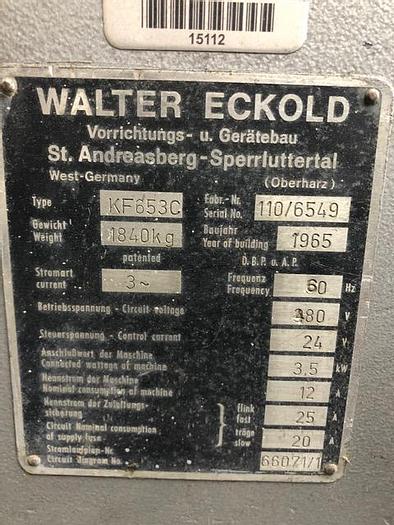 15112
WALTER ECKOLD
Vorrichtungs- u. Gerätebau
St. Andreasberg-Sperrluttertal
West-Germany (Oberharz)
Type KF653C Fabr.-Nr. Serial No. 110/6549
Gewicht Weight 1840kg Baujahr Year of building 1965
patented D.B.P. u. A.P.
Stromart current 3~ Frequenz Frequency 60 Hz
Betriebsspannung - Circuit voltage 380 V
Steuerspannung - Control current 24 V
Anschlußwert der Maschine
Connected wattage of machine 3,5 kW
Nennstrom der Maschine
Nominal consumption of machine 12 A
Nennstrom der Zuleitungs-
sicherung flink fast 25 A
Circuit Nominal consumption
of supply fuse träge slow 20 A
Stromlaufplan-Nr.
Circuit Diagram No. 66071/1